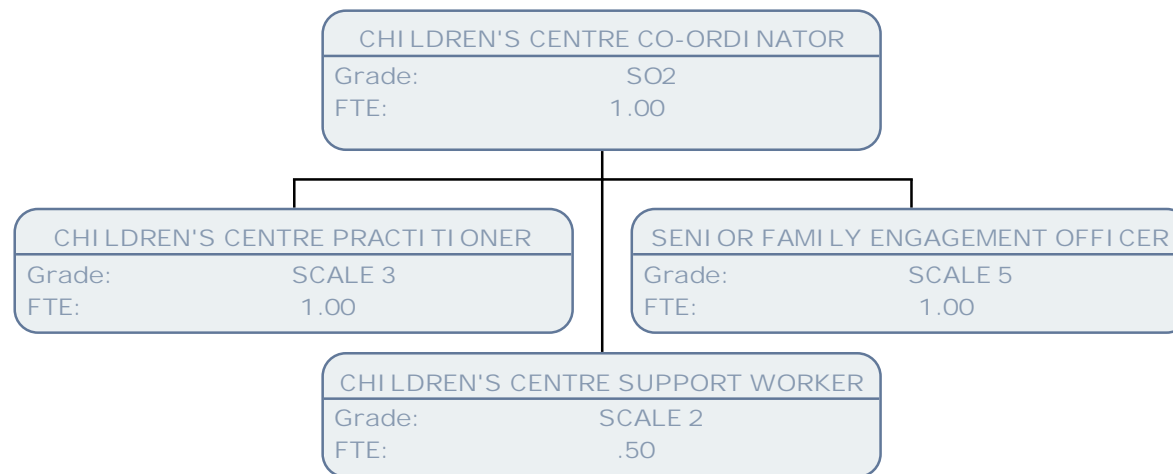 CHILDREN'S CENTRE CO-ORDINATOR
Grade: SO2
FTE: 1.00
CHILDREN'S CENTRE PRACTITIONER
Grade: SCALE 3
FTE: 1.00
SENIOR FAMILY ENGAGEMENT OFFICER
Grade: SCALE 5
FTE: 1.00
CHILDREN'S CENTRE SUPPORT WORKER
Grade: SCALE 2
FTE: .50